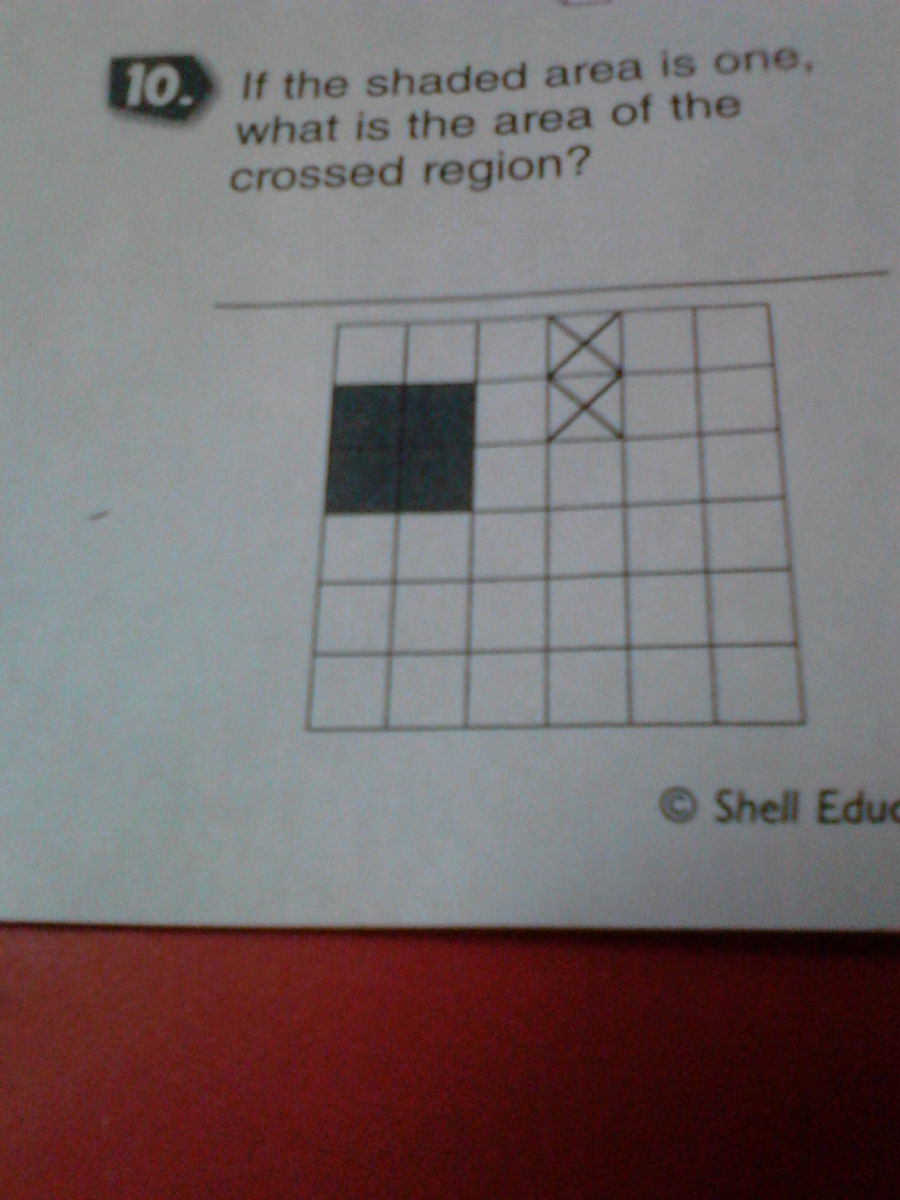 10. If the shaded area is one,
what is the area of the
crossed region?
© Shell Educ